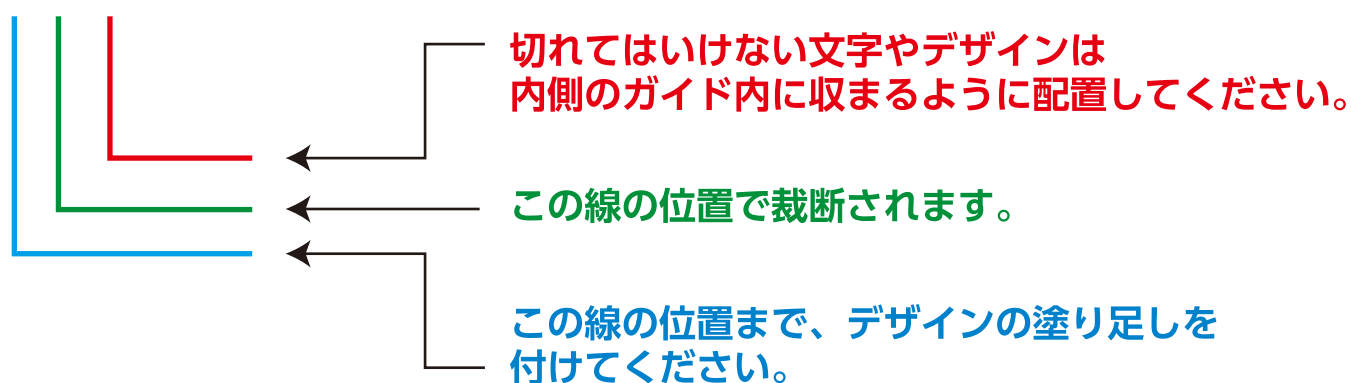 切れてはいけない文字やデザインは
内側のガイド内に収まるように配置してください。
この線の位置で裁断されます。
この線の位置まで、デザインの塗り足しを
付けてください。